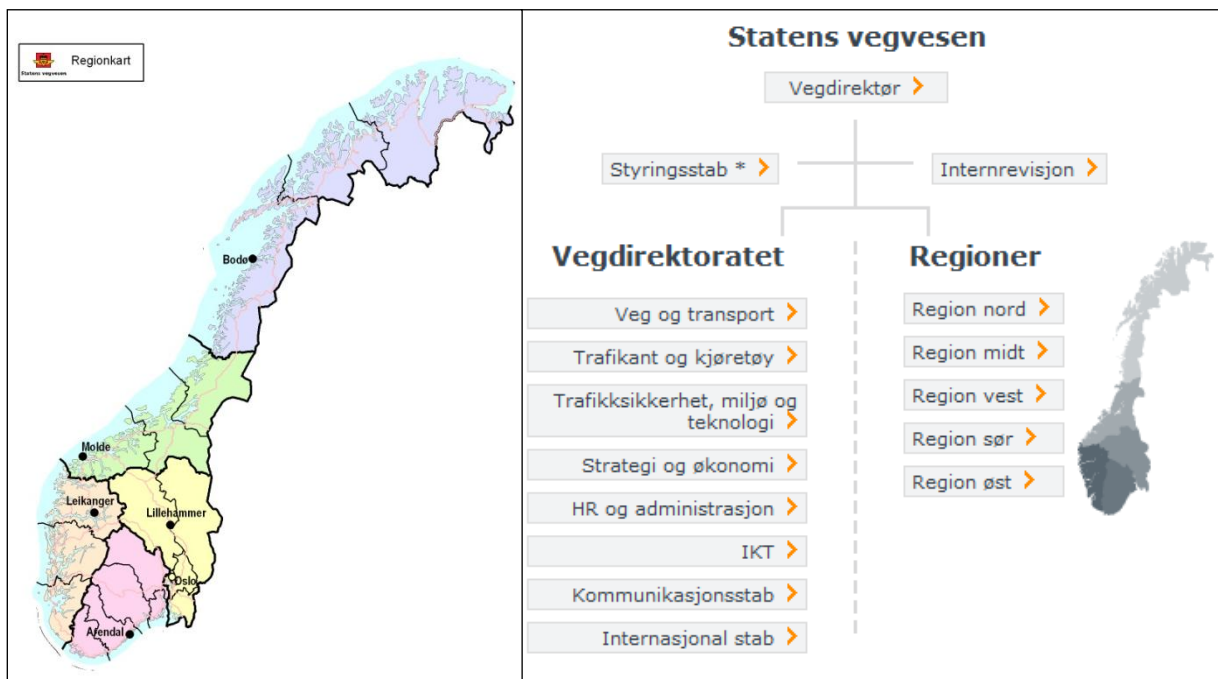 Regionkart
Statens vegvesen
Bodø
Molde
Leikanger
Lillehammer
Oslo
Arendal
Statens vegvesen
Vegdirektør
Styringsstab *
Internrevisjon
Vegdirektoratet
Veg og transport
Trafikant og kjøretøy
Trafikksikkerhet, miljø og
teknologi
Strategi og økonomi
HR og administrasjon
IKT
Kommunikasjonsstab
Internasjonal stab
Regioner
Region nord
Region midt
Region vest
Region sør
Region øst